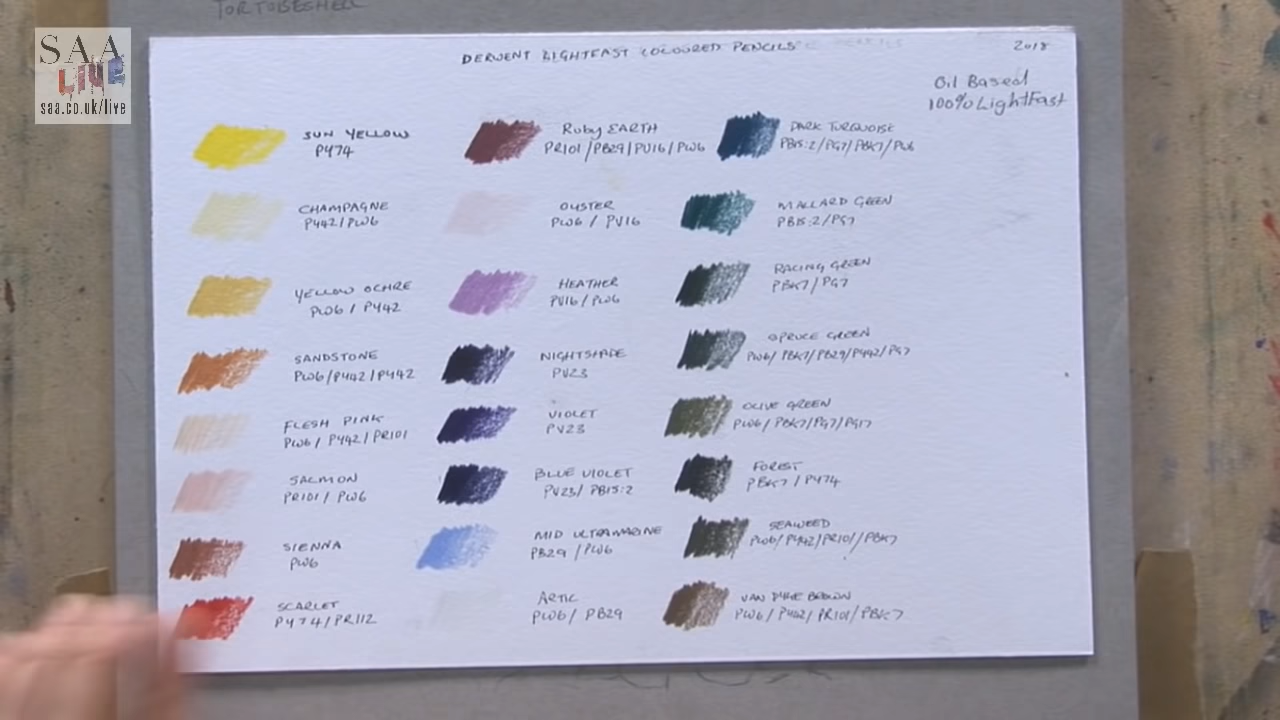 TORTOISESHELL
SAA
LIVE
saa.co.uk/live
DERWENT LIGHTFAST COLOURED PENCILS
2018
Oil Based
100% LightFast
SUN YELLOW
PY74
CHAMPAGNE
PY42/PW6
YELLOW OCHRE
PW6 / PY42
SANDSTONE
PW6/PY42/PY42
FLESH PINK
PW6 / PY42 / PR101
SALMON
PR101 / PW6
SIENNA
PW6
SCARLET
PY74/PR112
Ruby EARTH
PR101/PB29/PV16/PW6
OYSTER
PW6 / PV16
HEATHER
PV16 / PW6
NIGHTSHADE
PV23
VIOLET
PV23
BLUE VIOLET
PV23/ PB15:2
MID ULTRAMARINE
PB29 / PW6
ARTIC
PW6 / PB29
DARK TURQUOISE
PB15:2/PG7/PBK7/PW6
MALLARD GREEN
PB15:2/PG7
RACING GREEN
PBK7/PG7
SPRUCE GREEN
PW6/PBK7/PB29/PY42/PG7
OLIVE GREEN
PW6/PBK7/PG7/PG17
FOREST
PBK7 / PY74
SEAWEED
PW6/PY42/PR101//PBK7
VAN DYKE BROWN
PW6/PY42/PR101/PBK7